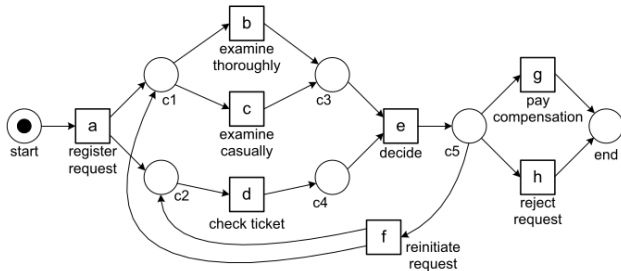 b
examine
thoroughly
c1
c3
g
pay
compensation
a
register
request
start
c
examine
casually
e
decide
c5
end
c2
d
check ticket
c4
h
reject
request
f
reinitiate
request